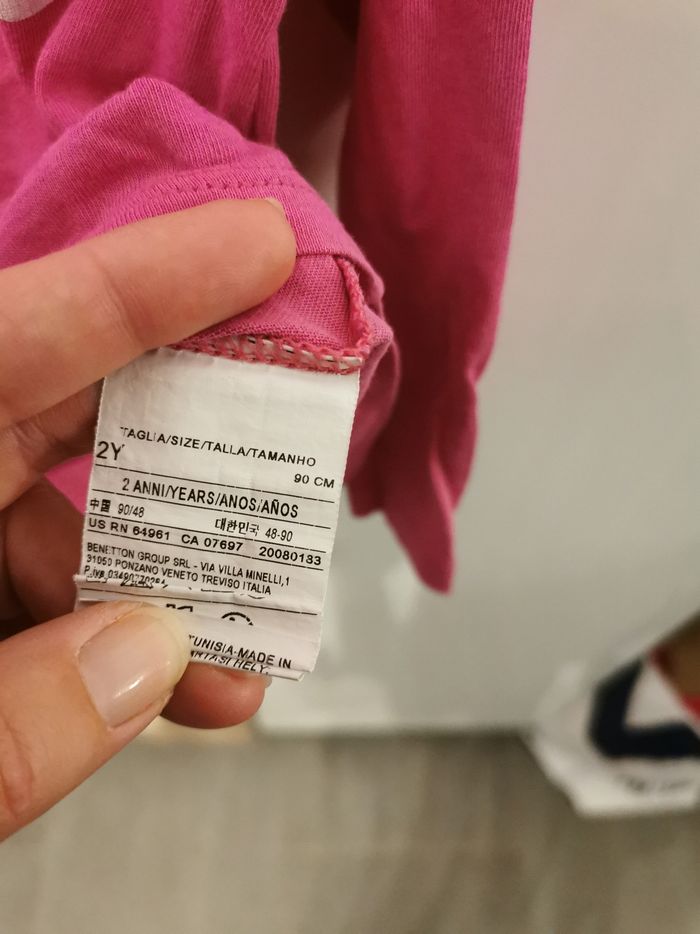 TAGLIA/SIZE/TALLA/TAMANHO
2Y
90 CM
2 ANNI/YEARS/ANOS/AÑOS
中国 90/48 대한민국 48-90
US RN 64961 CA 07697 20080133
BENETTON GROUP SRL - VIA VILLA MINELLI,1
31050 PONZANO VENETO TREVISO ITALIA
TUNISIA-MADE IN
HELY: